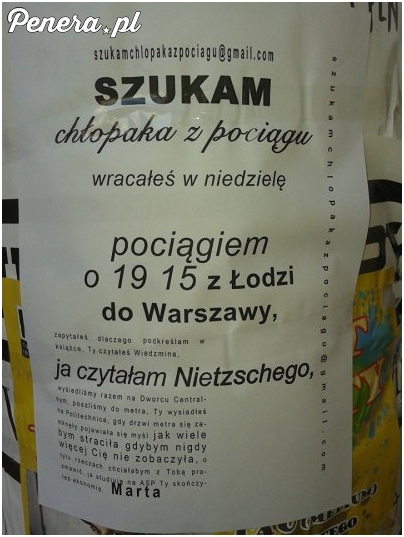 Penera.pl
szukamchlopakazpociagu@gmail.com
SZUKAM
chłopaka z pociągu
wracałeś w niedzielę
pociągiem
o 19 15 z Łodzi
do Warszawy,
zapytałeś dlaczego podkreślam w
książce, Ty czytałeś Wiedzmina,
ja czytałam Nietzschego,
wysiedliśmy razem na Dworcu Central-
nym, poszliśmy do metra, Ty wysiadłeś
na Politechnice, gdy drzwi metra się za-
mknęły pojawiała się myśl jak wiele
bym straciła gdybym nigdy
więcej Cię nie zobaczyła, o
tylu rzeczach chciałabym z Tobą pro-
zmawić, ja studiuję na ASP Ty skończy-
łeś ekonomię. Marta
szukamchlopakazpociagu@gmail.com